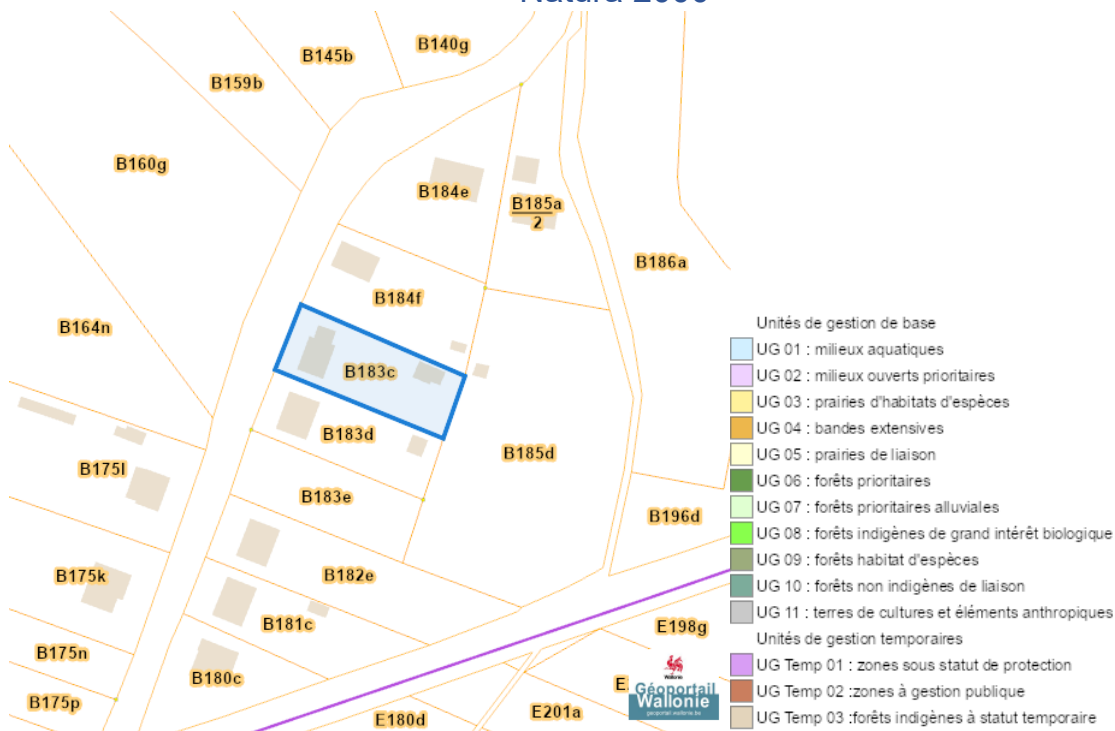 B140g
B145b
B159b
B160g
B184e
B185a
2
B186a
B184f
B164n
B183c
B183d
B185d
B175l
B183e
B196d
B175k
B182e
B181c
E198g
B175n
B180c
B175p
E180d
E201a
Wallonie
Géoportail
Wallonie
geoportail.wallonie.be
Unités de gestion de base
UG 01 : milieux aquatiques
UG 02 : milieux ouverts prioritaires
UG 03 : prairies d'habitats d'espèces
UG 04 : bandes extensives
UG 05 : prairies de liaison
UG 06 : forêts prioritaires
UG 07 : forêts prioritaires alluviales
UG 08 : forêts indigènes de grand intérêt biologique
UG 09 : forêts habitat d'espèces
UG 10 : forêts non indigènes de liaison
UG 11 : terres de cultures et éléments anthropiques
Unités de gestion temporaires
UG Temp 01 : zones sous statut de protection
UG Temp 02 :zones à gestion publique
UG Temp 03 :forêts indigènes à statut temporaire